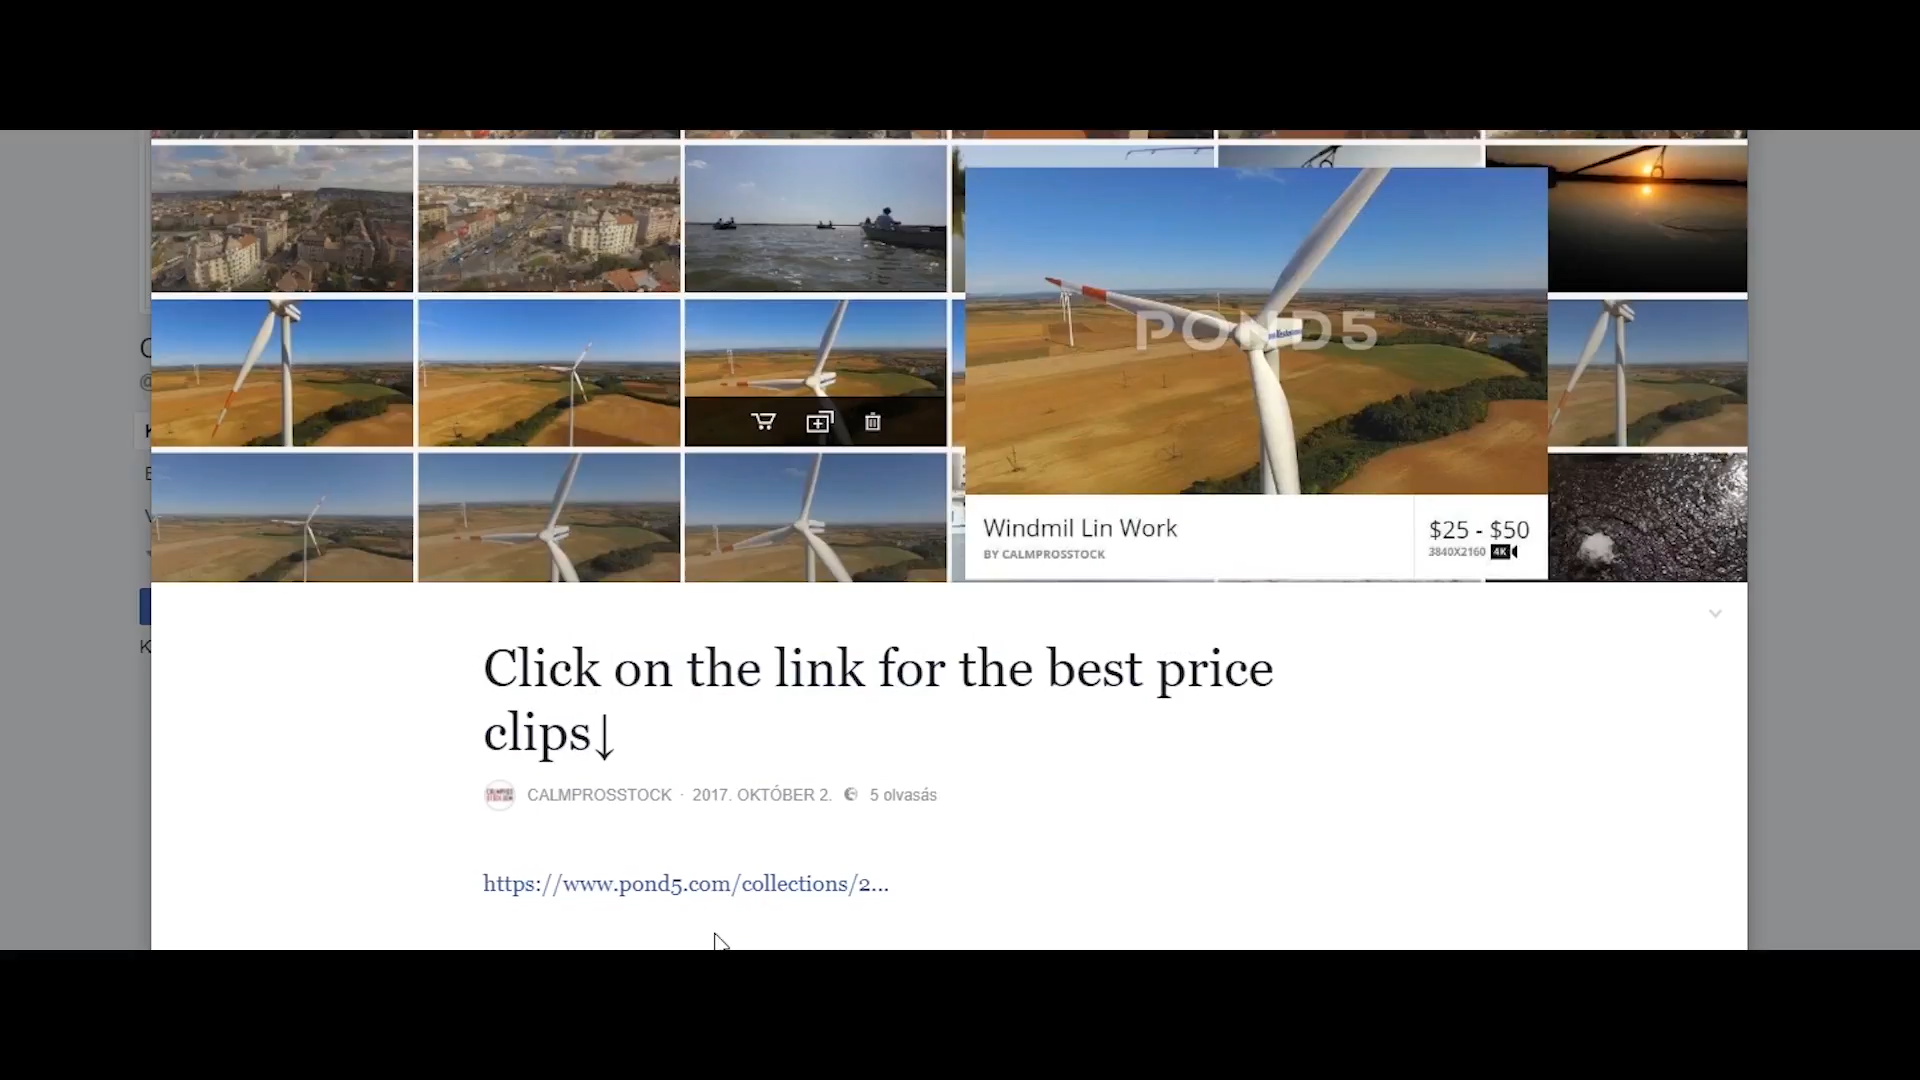 POND5
Windmil Lin Work
BY CALMPROSSTOCK
$25 - $50
3840X2160 4K
Click on the link for the best price
clips↓
CALMPROSSTOCK · 2017. OKTÓBER 2. 5 olvasás
https://www.pond5.com/collections/2...